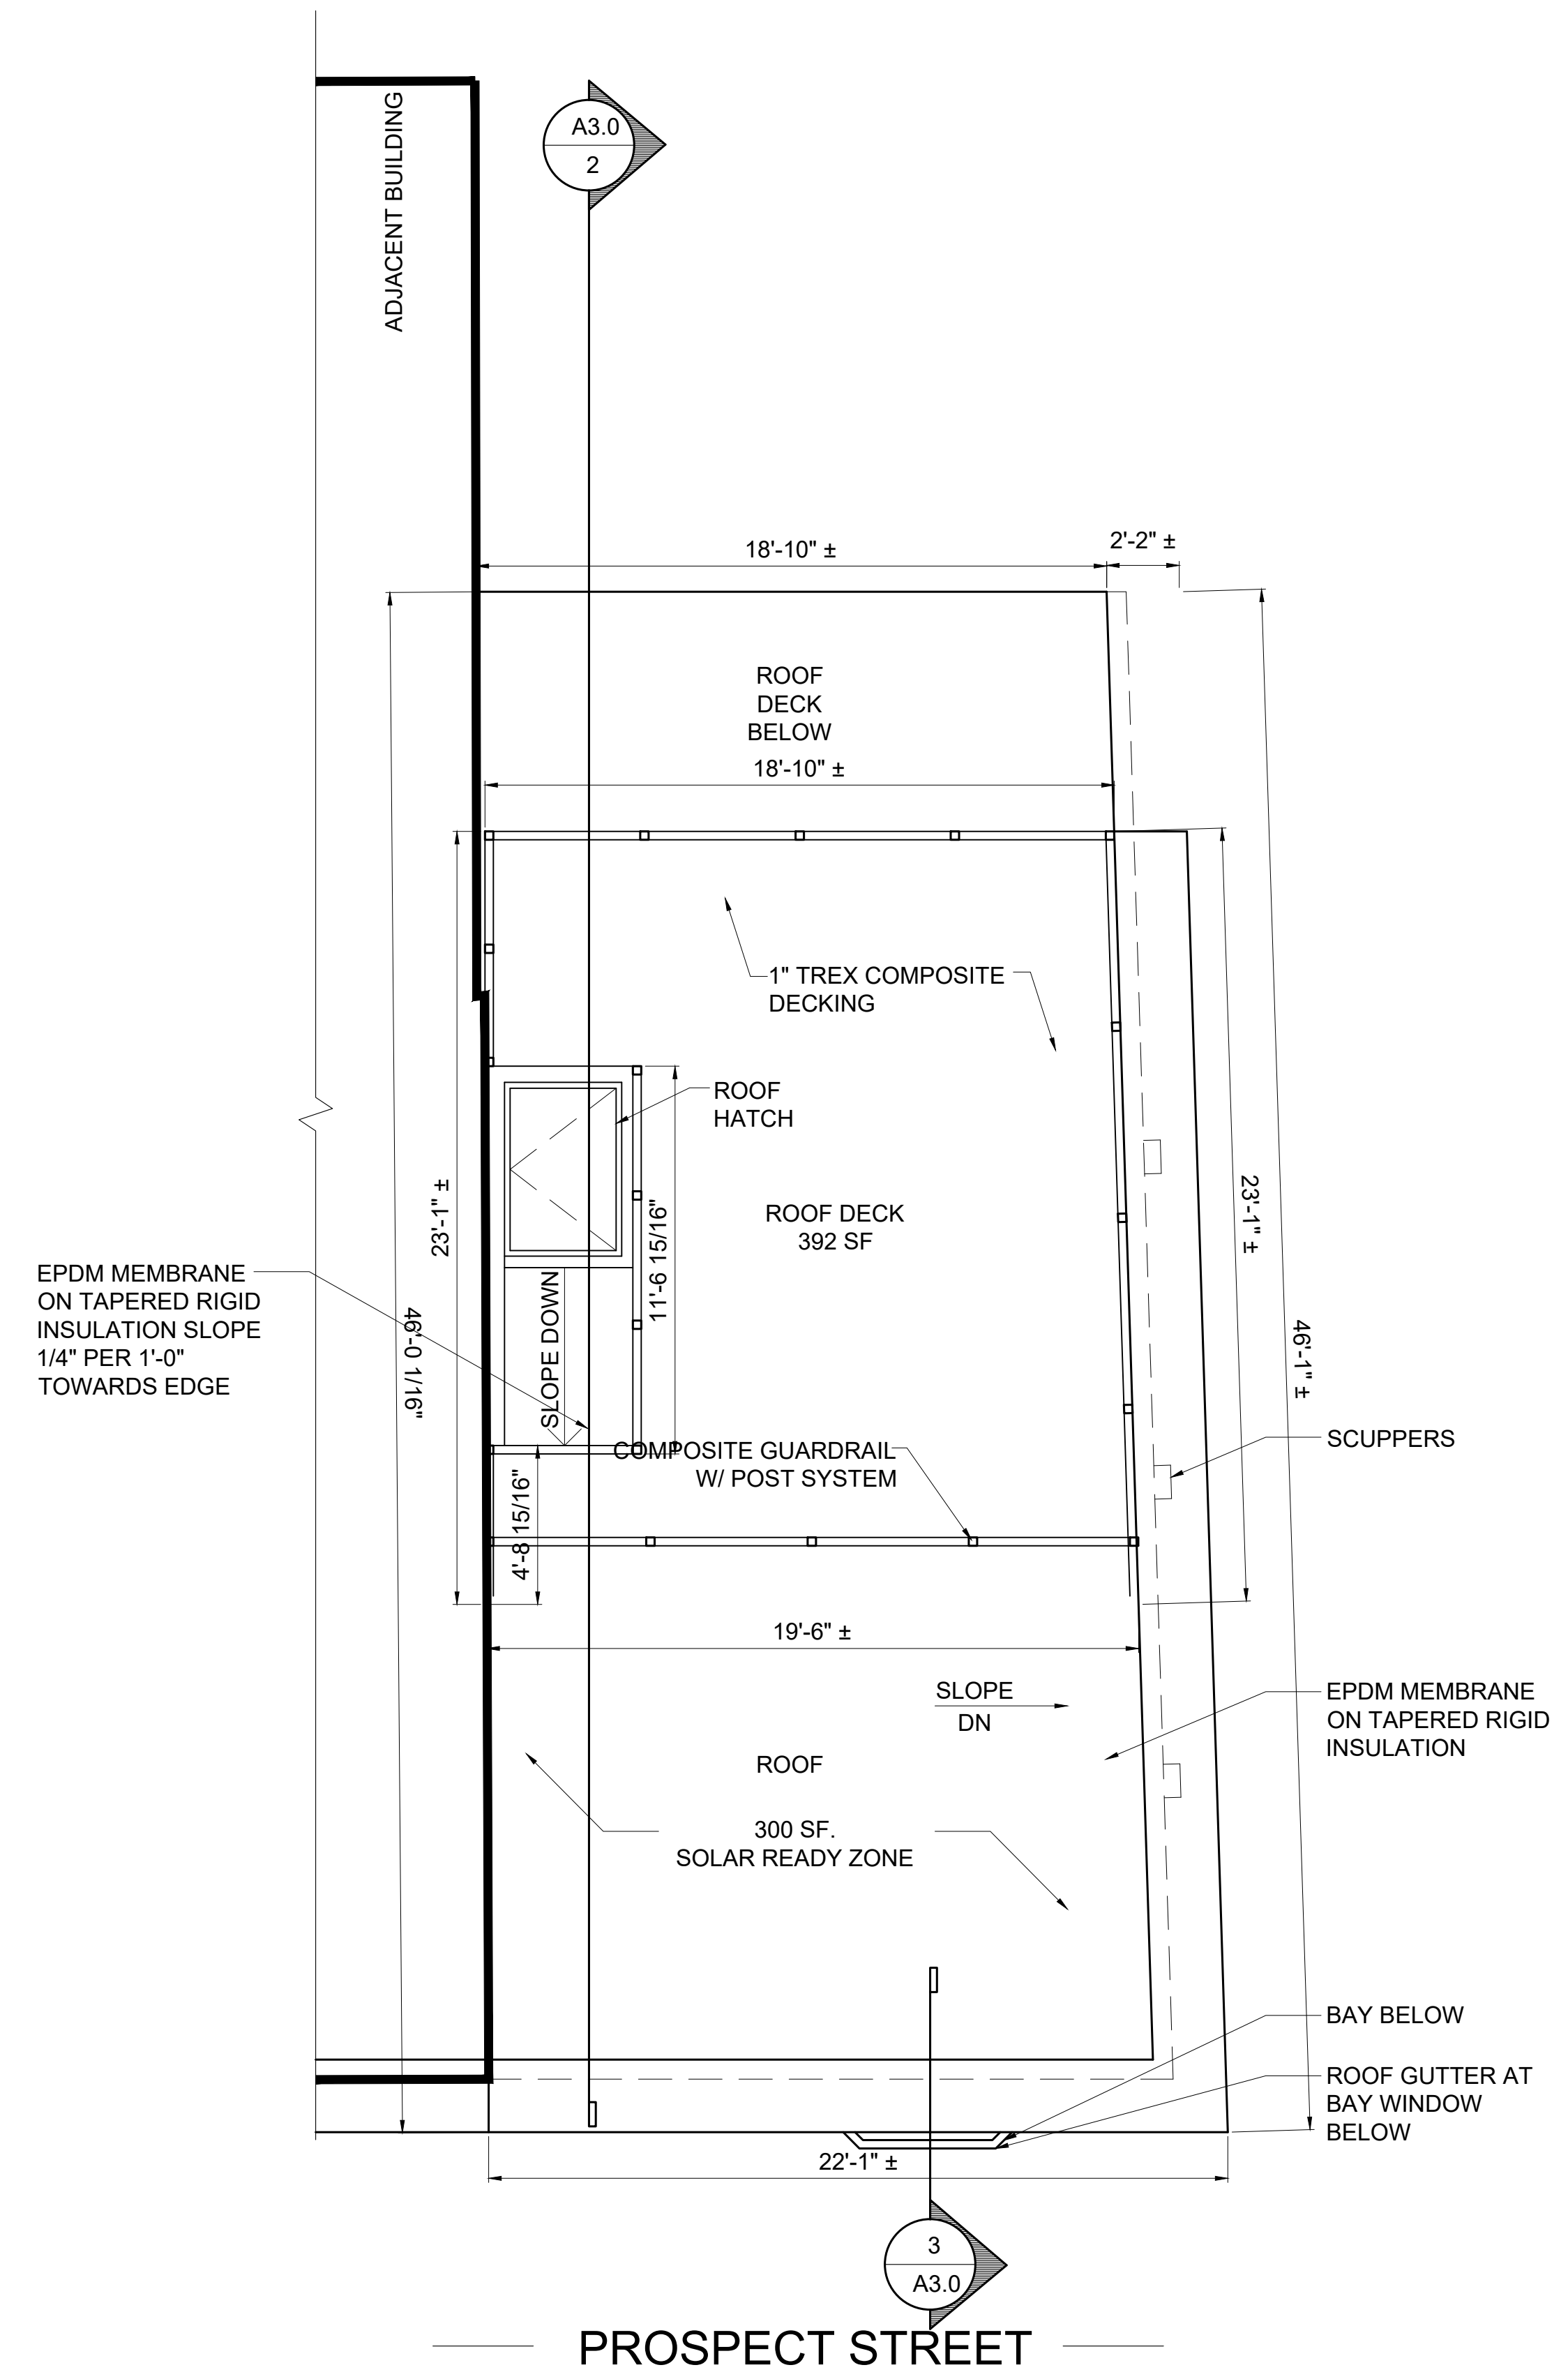 ADJACENT BUILDING
A3.0
2
18'-10" ±
2'-2" ±
ROOF
DECK
BELOW
18'-10" ±
1" TREX COMPOSITE
DECKING
ROOF
HATCH
23'-1" ±
11'-6 15/16"
ROOF DECK
392 SF
23'-1" ±
EPDM MEMBRANE
ON TAPERED RIGID
INSULATION SLOPE
1/4" PER 1'-0"
TOWARDS EDGE
46'-0 1/16"
SLOPE DOWN
46'-1" ±
COMPOSITE GUARDRAIL
W/ POST SYSTEM
SCUPPERS
4'-8 15/16"
19'-6" ±
SLOPE
DN
EPDM MEMBRANE
ON TAPERED RIGID
INSULATION
ROOF
300 SF.
SOLAR READY ZONE
BAY BELOW
ROOF GUTTER AT
BAY WINDOW
BELOW
22'-1" ±
3
A3.0
PROSPECT STREET